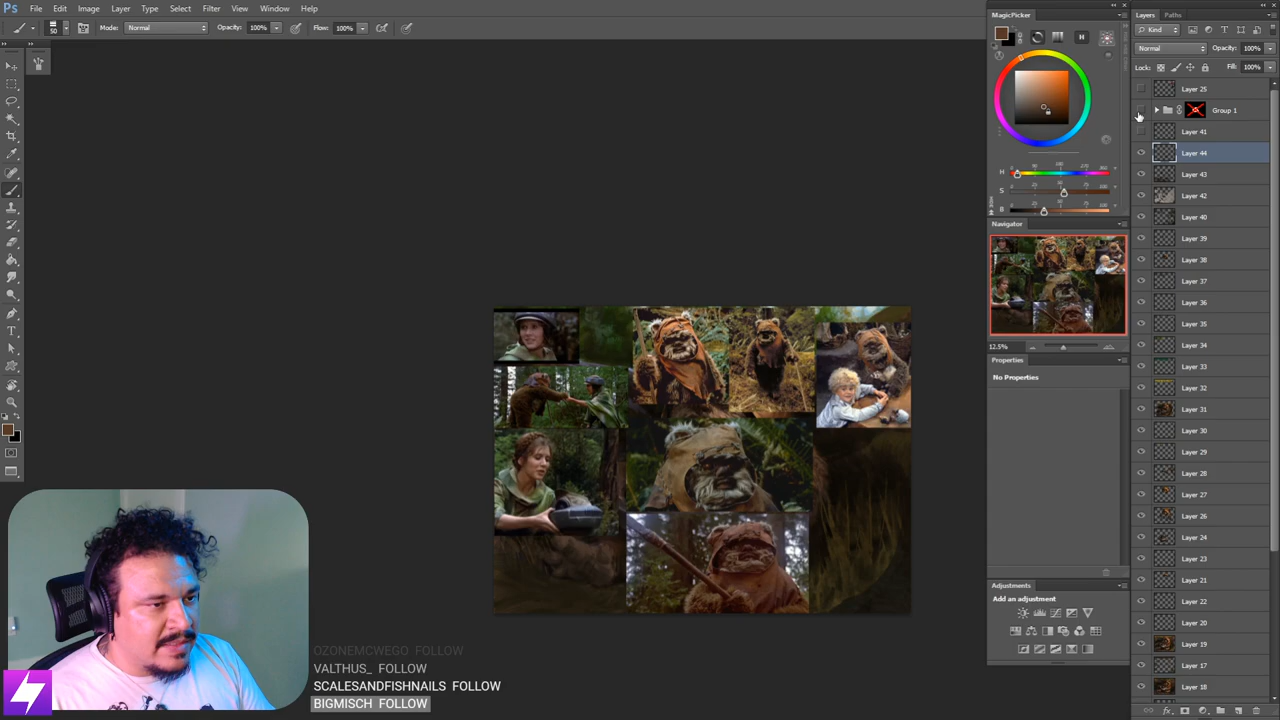 Ps File Edit Image Layer Type Select Filter View Window Help
50 Mode: Normal Opacity: 100% Flow: 100%
MagicPicker
H
H
S
B
Navigator
12.5%
Properties
No Properties
Adjustments
Add an adjustment
Layers Paths
Kind
Normal Opacity: 100%
Lock: Fill: 100%
Layer 25
Group 1
Layer 41
Layer 44
Layer 43
Layer 42
Layer 40
Layer 39
Layer 38
Layer 37
Layer 36
Layer 35
Layer 34
Layer 33
Layer 32
Layer 31
Layer 30
Layer 29
Layer 28
Layer 27
Layer 26
Layer 24
Layer 23
Layer 21
Layer 22
Layer 20
Layer 19
Layer 17
Layer 18
OZONEMCWEGO FOLLOW
VALTHUS_ FOLLOW
SCALESANDFISHNAILS FOLLOW
BIGMISCH FOLLOW